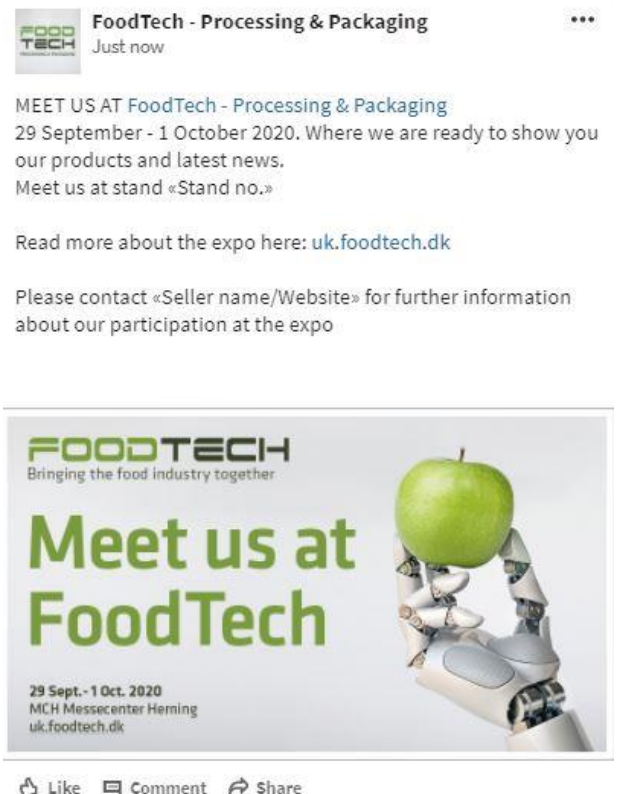 FOOD
TECH
FoodTech - Processing & Packaging
Just now
MEET US AT FoodTech - Processing & Packaging
29 September - 1 October 2020. Where we are ready to show you
our products and latest news.
Meet us at stand «Stand no.»
Read more about the expo here: uk.foodtech.dk
Please contact «Seller name/Website» for further information
about our participation at the expo
FOODTECH
Bringing the food industry together
Meet us at
FoodTech
29 Sept. - 1 Oct. 2020
MCH Messecenter Herning
uk.foodtech.dk
Like Comment Share